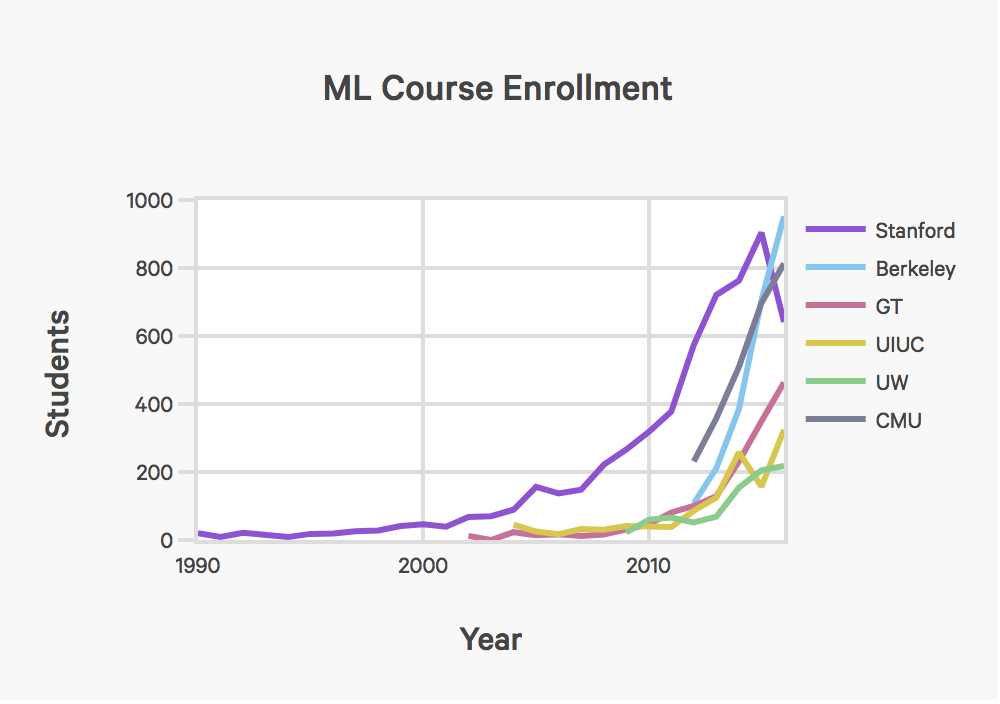 ML Course Enrollment
Students
1000
800
600
400
200
0
1990
2000
2010
Year
Stanford
Berkeley
GT
UIUC
UW
CMU